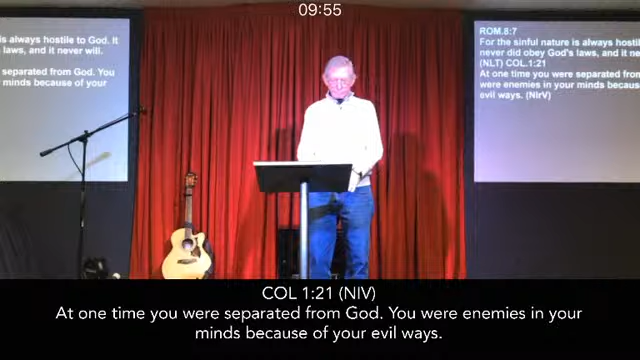 09:55
is always hostile to God. It
laws, and it never will.
separated from God. You
minds because of your
ROM.8:7
For the sinful nature is always hostil
never did obey God's laws, and it ne
(NLT) COL.1:21
At one time you were separated from
were enemies in your minds becaus
evil ways. (NIrV)
COL 1:21 (NIV)
At one time you were separated from God. You were enemies in your
minds because of your evil ways.